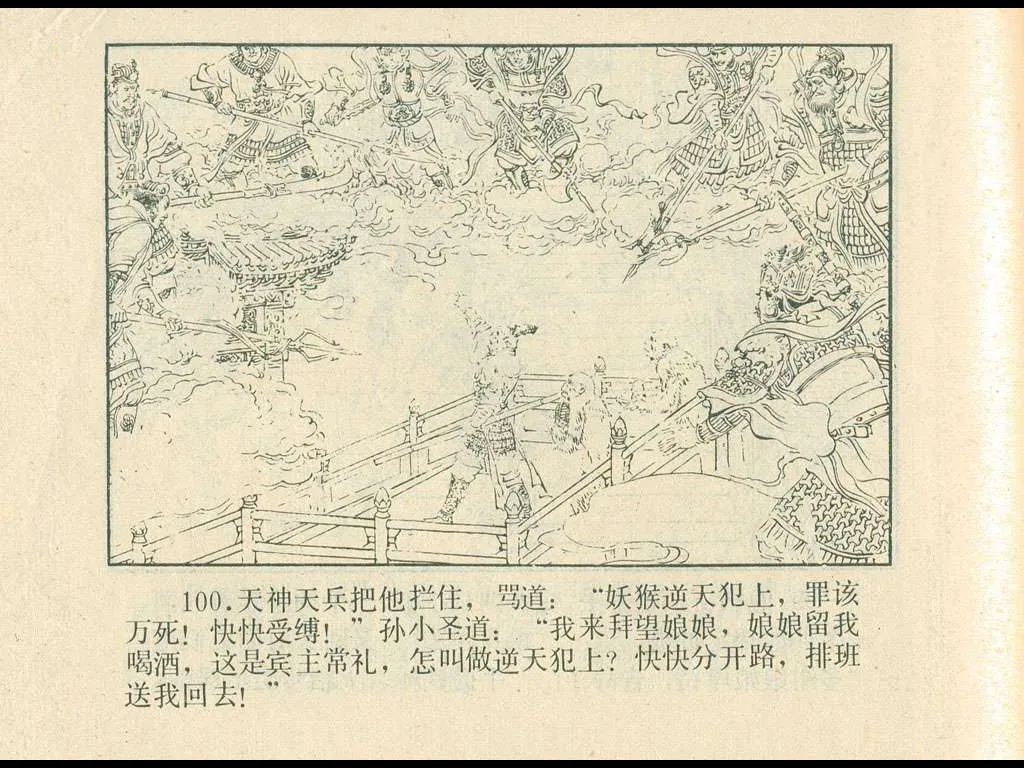 100.天神天兵把他拦住，骂道：“妖猴逆天犯上，罪该
万死！快快受缚！”孙小圣道：“我来拜望娘娘，娘娘留我
喝酒，这是宾主常礼，怎叫做逆天犯上？快快分开路，排班
送我回去！”